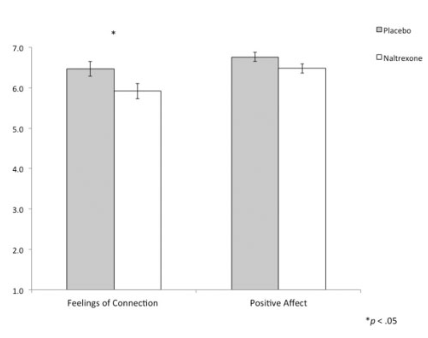 *
Placebo
Naltrexone
7.0
6.0
5.0
4.0
3.0
2.0
1.0
Feelings of Connection
Positive Affect
*p < .05